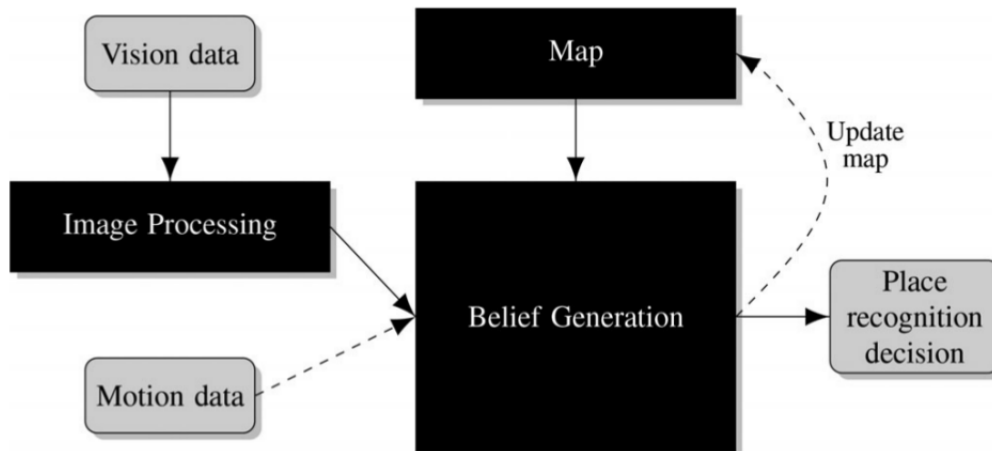 Vision data
Map
Update
map
Image Processing
Belief Generation
Place
recognition
decision
Motion data